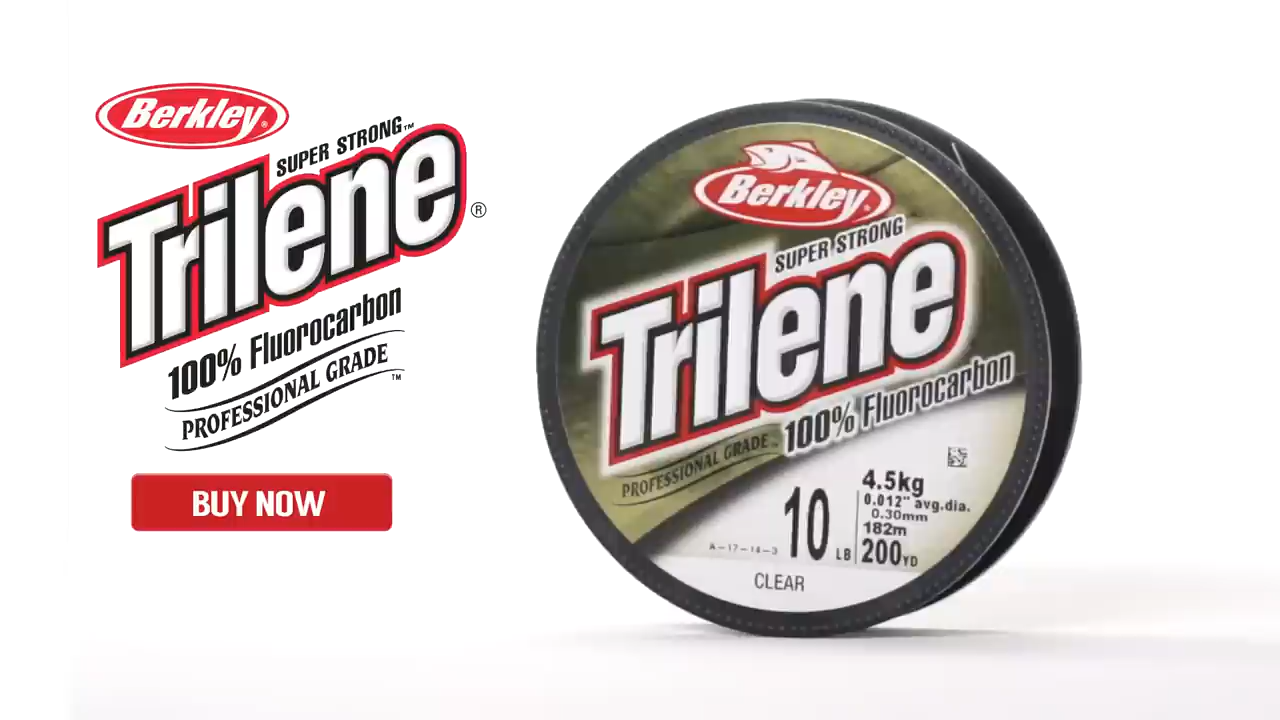 Berkley®
SUPER STRONG™
Trilene®
100% Fluorocarbon
PROFESSIONAL GRADE™
BUY NOW
Berkley®
SUPER STRONG
Trilene
100% Fluorocarbon
PROFESSIONAL GRADE™
4.5kg
0.012" avg.dia.
0.30mm
182m
10 LB
200YD
A-17-14-3
CLEAR